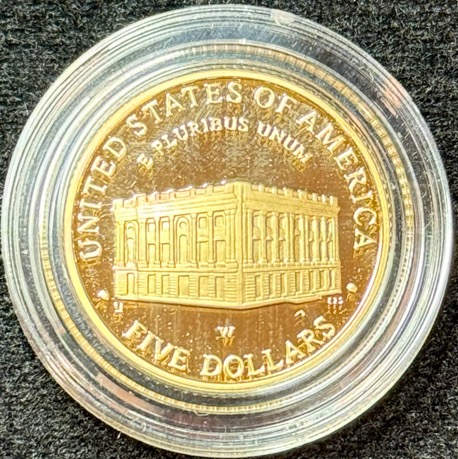 UNITED STATES OF AMERICA
E PLURIBUS UNUM
W
FIVE DOLLARS